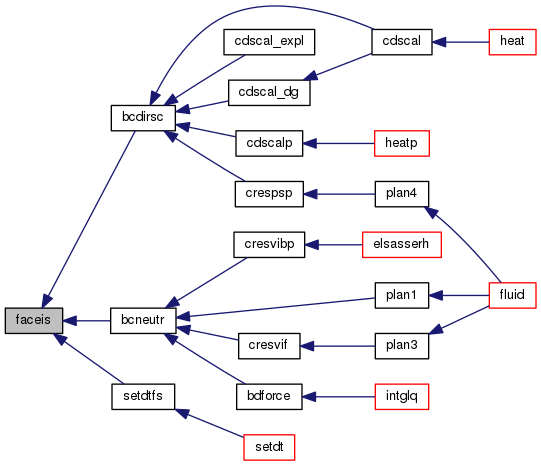 cdscal_expl
cdscal
heat
cdscal_dg
bcdirsc
cdscalp
heatp
crespsp
plan4
cresvibp
elsasserh
plan1
fluid
faceis
bcneutr
cresvif
plan3
setdtfs
bdforce
intglq
setdt